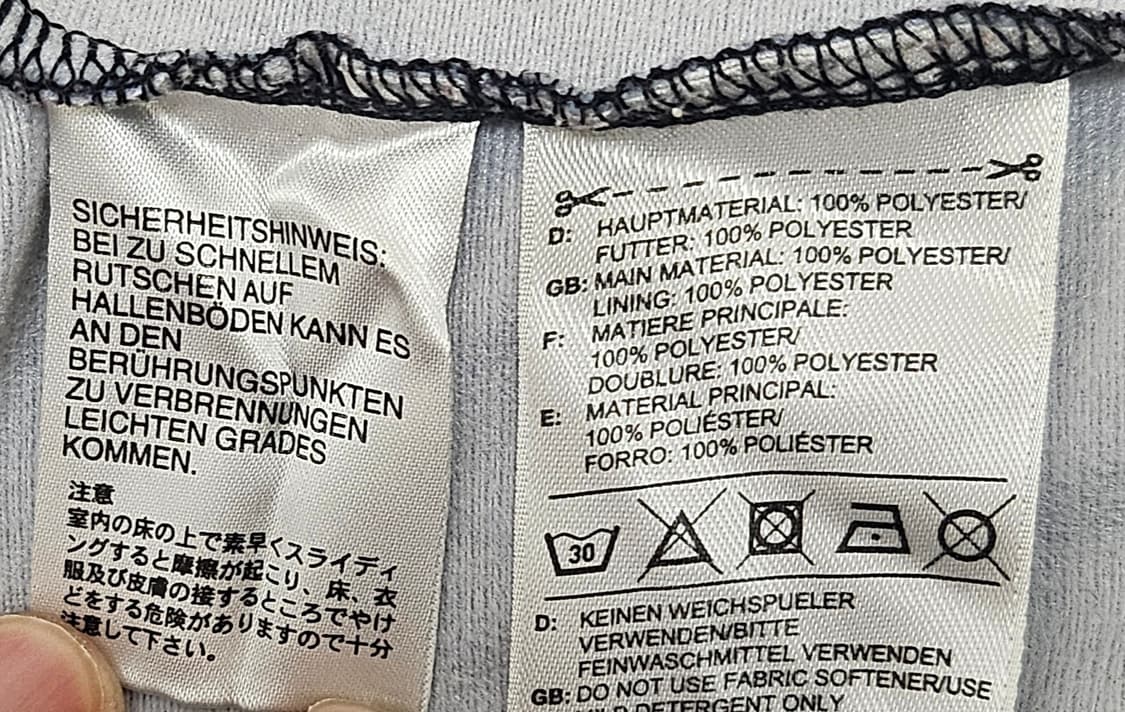 SICHERHEITSHINWEIS:
BEI ZU SCHNELLEM
RUTSCHEN AUF
HALLENBÖDEN KANN ES
AN DEN
BERÜHRUNGSPUNKTEN
ZU VERBRENNUNGEN
LEICHTEN GRADES
KOMMEN.
注意
室内の床の上で素早くスライディ
ングすると摩擦が起こり、床、衣
服及び皮膚の接するところでやけ
どをする危険がありますので十分
注意して下さい。
D: HAUPTMATERIAL: 100% POLYESTER/
FUTTER: 100% POLYESTER
GB: MAIN MATERIAL: 100% POLYESTER/
LINING: 100% POLYESTER
F: MATIERE PRINCIPALE:
100% POLYESTER/
DOUBLURE: 100% POLYESTER
E: MATERIAL PRINCIPAL:
100% POLIÉSTER/
FORRO: 100% POLIÉSTER
30
D: KEINEN WEICHSPUELER
VERWENDEN/BITTE
FEINWASCHMITTEL VERWENDEN
GB: DO NOT USE FABRIC SOFTENER/USE
MILD DETERGENT ONLY